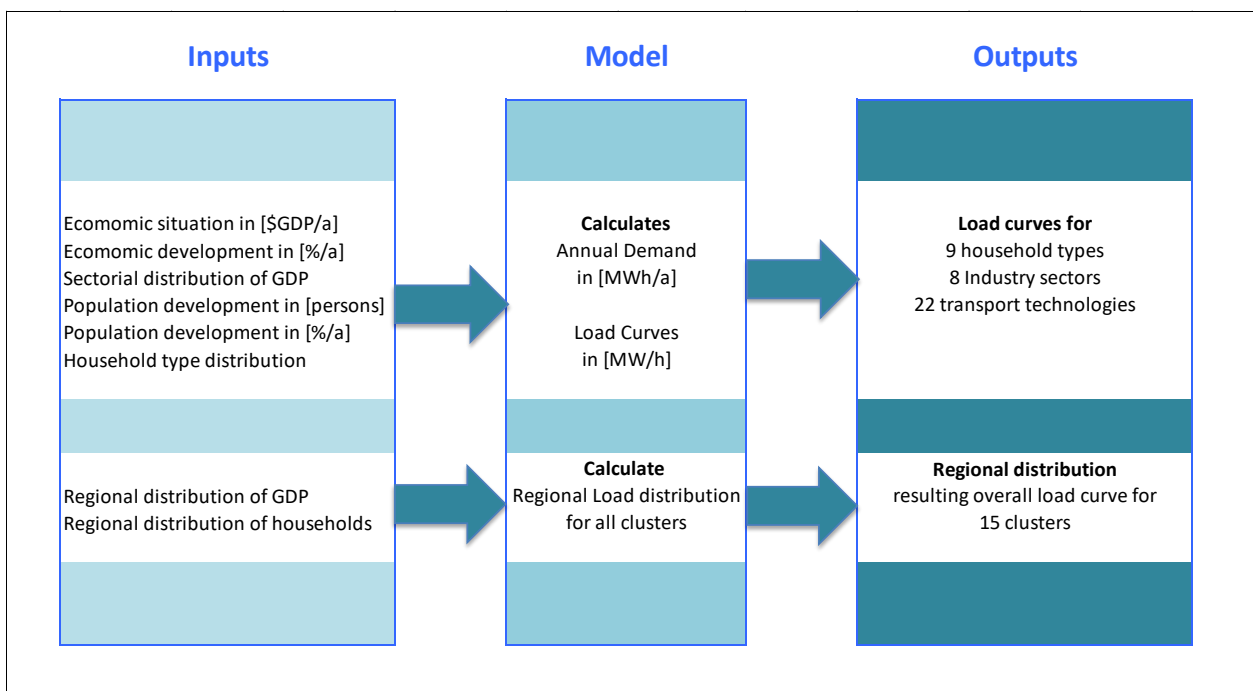 Inputs
Model
Outputs
Ecomomic situation in [$GDP/a]
Ecomomic development in [%/a]
Sectorial distribution of GDP
Population development in [persons]
Population development in [%/a]
Household type distribution
Calculates
Annual Demand
in [MWh/a]
Load Curves
in [MW/h]
Load curves for
9 household types
8 Industry sectors
22 transport technologies
Regional distribution of GDP
Regional distribution of households
Calculate
Regional Load distribution
for all clusters
Regional distribution
resulting overall load curve for
15 clusters